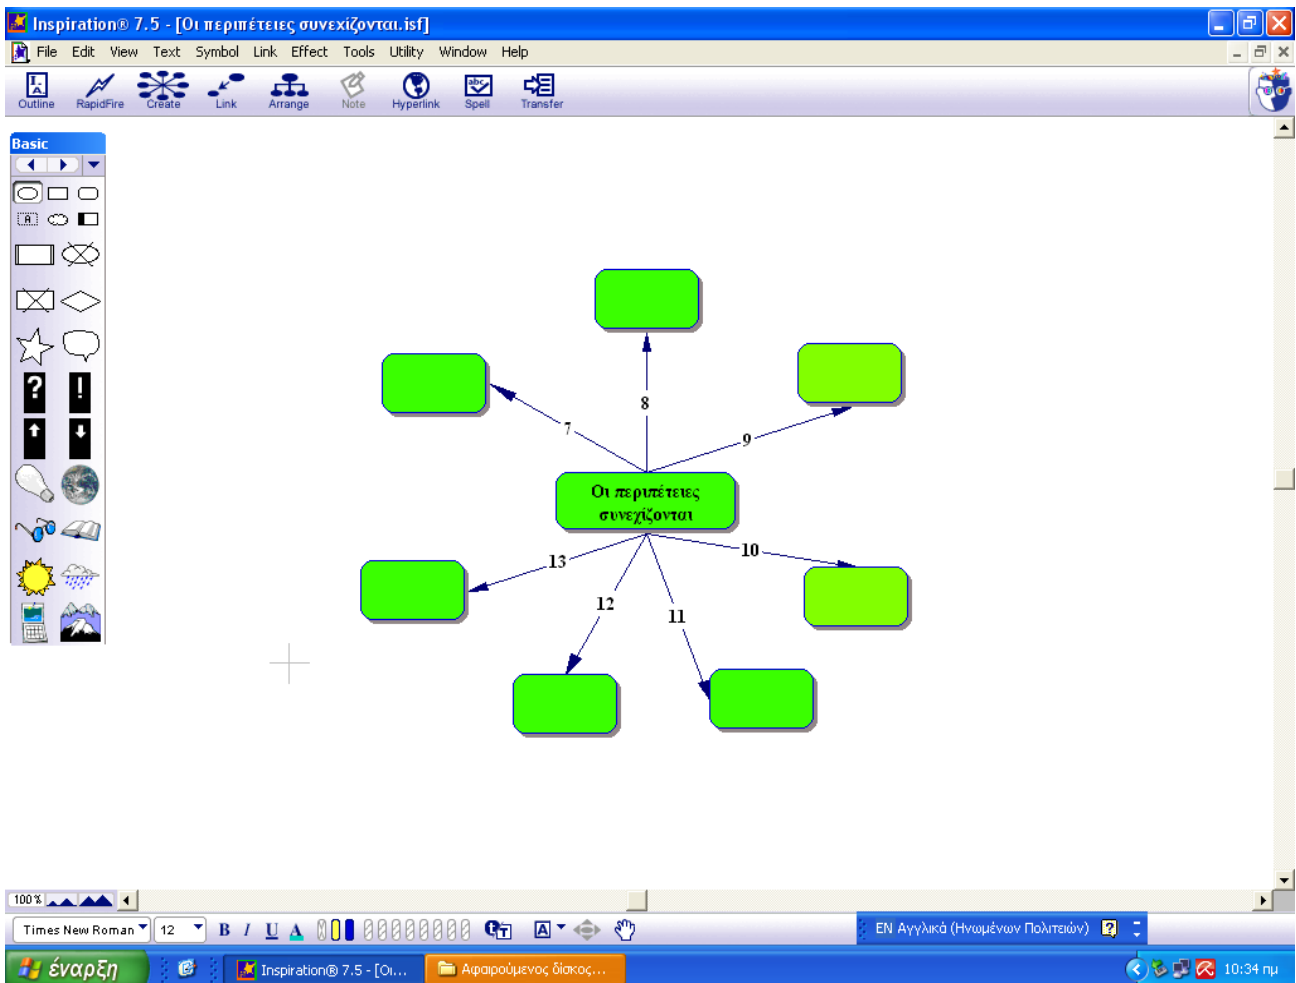 Inspiration® 7.5 - [Οι περιπέτειες συνεχίζονται.isf]
File Edit View Text Symbol Link Effect Tools Utility Window Help
Outline RapidFire Create Link Arrange Note Hyperlink Spell Transfer
Basic
A
? !
8
7
9
Οι περιπέτειες
συνεχίζονται
10
13
12
11
100%
Times New Roman 12 B I U A A
EN Αγγλικά (Ηνωμένων Πολιτειών) ?
έναρξη Inspiration® 7.5 - [Οι... Αφαιρούμενος δίσκος... 10:34 πμ